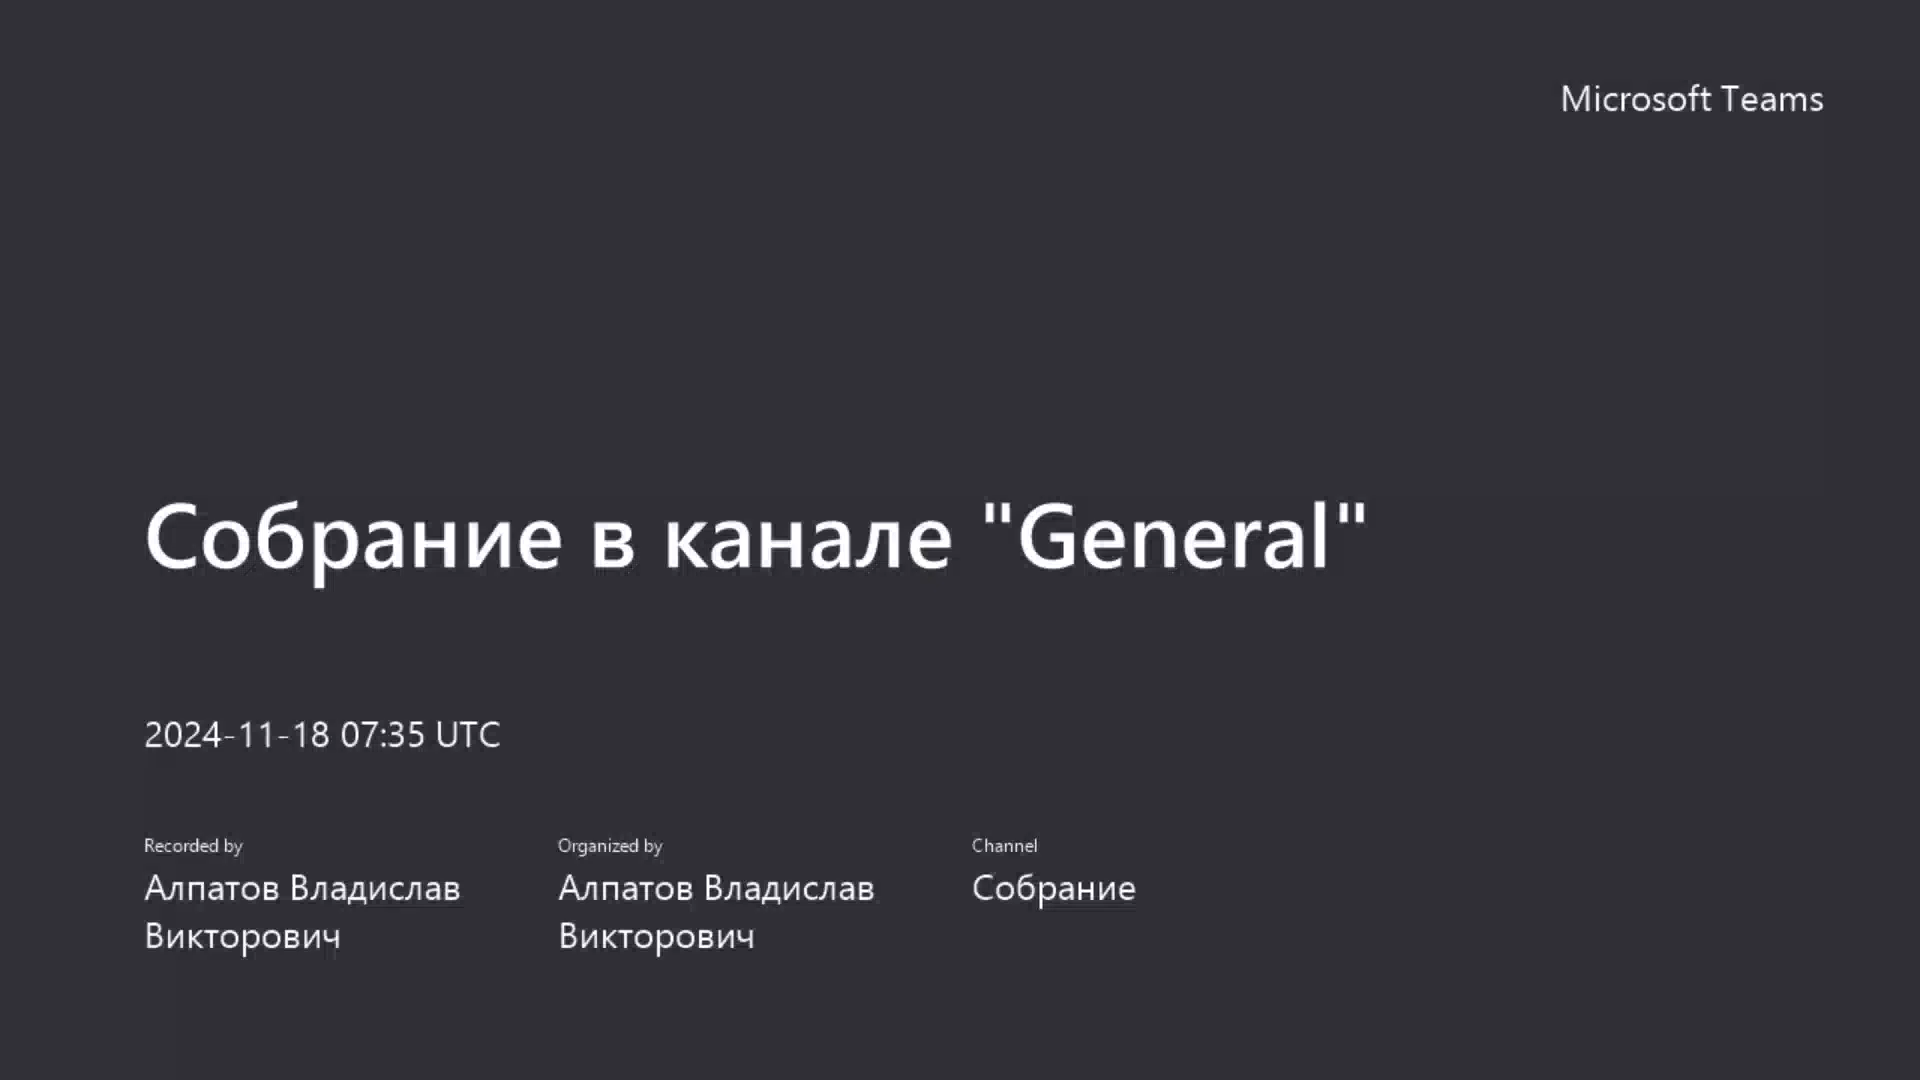 Microsoft Teams
Собрание в канале "General"
2024-11-18 07:35 UTC
Recorded by
Алпатов Владислав
Викторович
Organized by
Алпатов Владислав
Викторович
Channel
Собрание